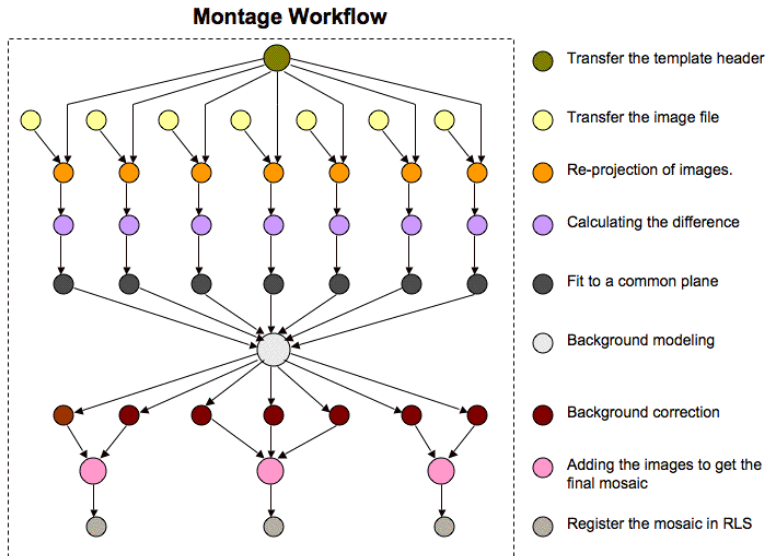 Montage Workflow
Transfer the template header
Transfer the image file
Re-projection of images.
Calculating the difference
Fit to a common plane
Background modeling
Background correction
Adding the images to get the
final mosaic
Register the mosaic in RLS